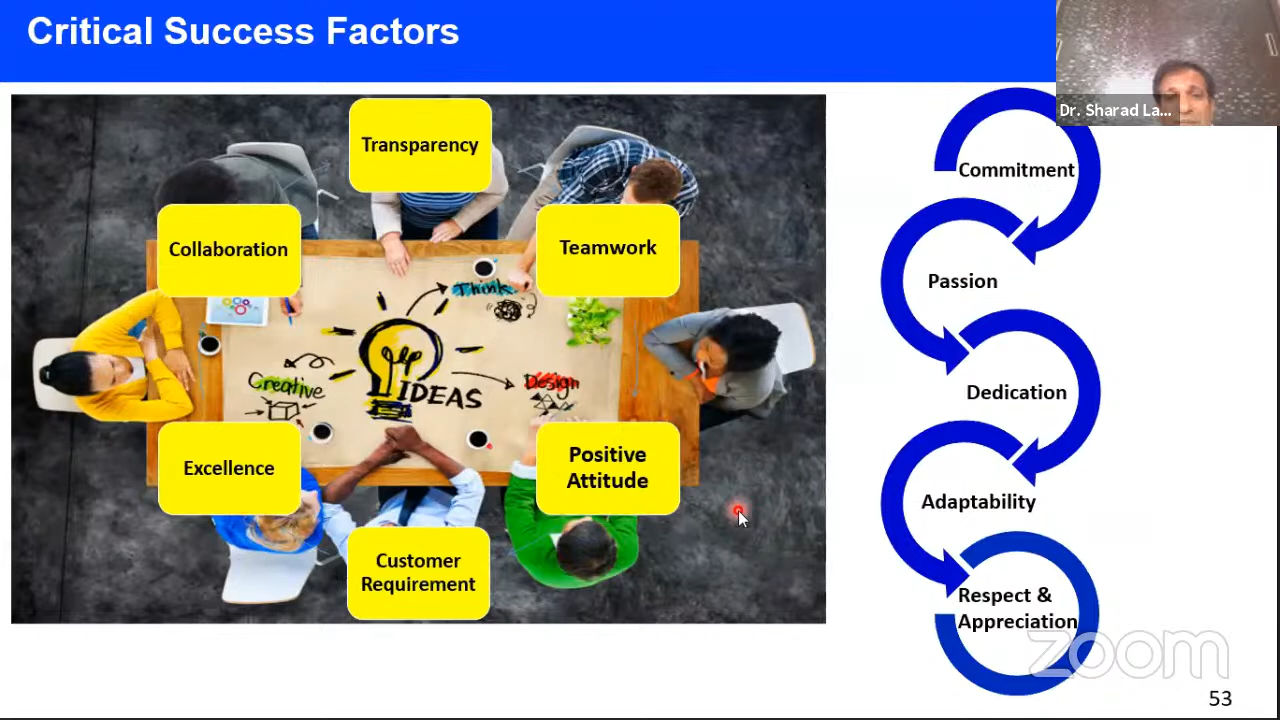 Critical Success Factors
Dr. Sharad La...
Transparency
Collaboration
Teamwork
Think
Creative
IDEAS
Design
Excellence
Positive
Attitude
Customer
Requirement
Commitment
Passion
Dedication
Adaptability
Respect &
Appreciation
zoom
53